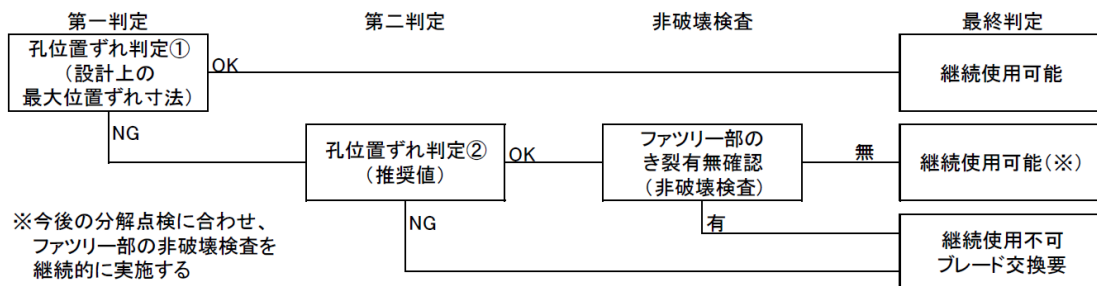 第一判定
第二判定
非破壊検査
最終判定
孔位置ずれ判定①
(設計上の
最大位置ずれ寸法)
OK
継続使用可能
NG
孔位置ずれ判定②
(推奨値)
OK
ファツリー部の
き裂有無確認
(非破壊検査)
無
継続使用可能(※)
NG
有
継続使用不可
ブレード交換要
※今後の分解点検に合わせ、
ファツリー部の非破壊検査を
継続的に実施する